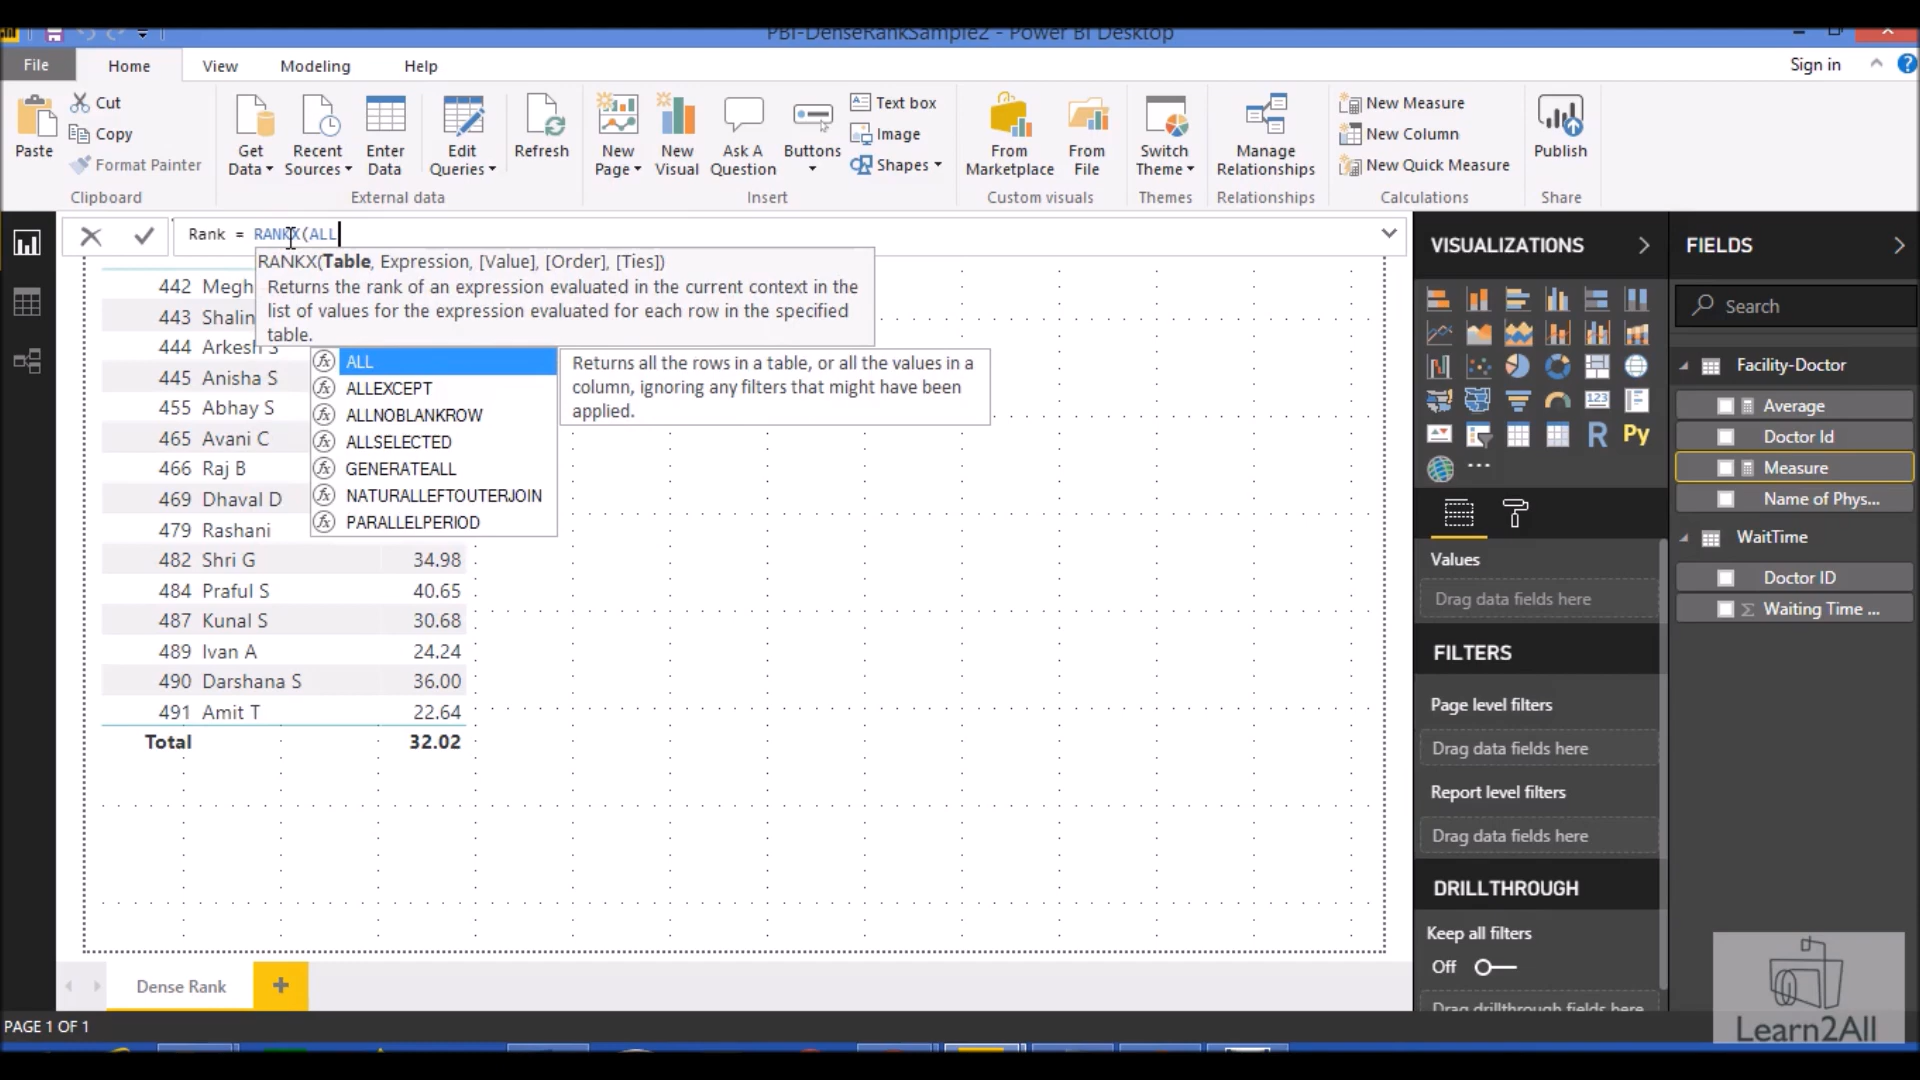 PBI-DenseRankSample2 - Power BI Desktop
File
Home
View
Modeling
Help
Sign in
Paste
Cut
Copy
Format Painter
Clipboard
Get Data
Recent Sources
Enter Data
Edit Queries
Refresh
External data
New Page
New Visual
Ask A Question
Buttons
Text box
Image
Shapes
Insert
From Marketplace
From File
Custom visuals
Switch Theme
Themes
Manage Relationships
Relationships
New Measure
New Column
New Quick Measure
Calculations
Publish
Share
Rank = RANKX(ALL
RANKX(Table, Expression, [Value], [Order], [Ties])
Returns the rank of an expression evaluated in the current context in the
list of values for the expression evaluated for each row in the specified
table.
ALL
ALLEXCEPT
ALLNOBLANKROW
ALLSELECTED
GENERATEALL
NATURALLEFTOUTERJOIN
PARALLELPERIOD
Returns all the rows in a table, or all the values in a
column, ignoring any filters that might have been
applied.
442 Megh
443 Shalin
444 Arkesh S
445 Anisha S
455 Abhay S
465 Avani C
466 Raj B
469 Dhaval D
479 Rashani
482 Shri G 34.98
484 Praful S 40.65
487 Kunal S 30.68
489 Ivan A 24.24
490 Darshana S 36.00
491 Amit T 22.64
Total 32.02
Dense Rank
PAGE 1 OF 1
VISUALIZATIONS
123
R
Py
Values
Drag data fields here
FILTERS
Page level filters
Drag data fields here
Report level filters
Drag data fields here
DRILLTHROUGH
Keep all filters
Off
Drag drillthrough fields here
FIELDS
Search
Facility-Doctor
Average
Doctor Id
Measure
Name of Phys...
WaitTime
Doctor ID
Waiting Time ...
Learn2All